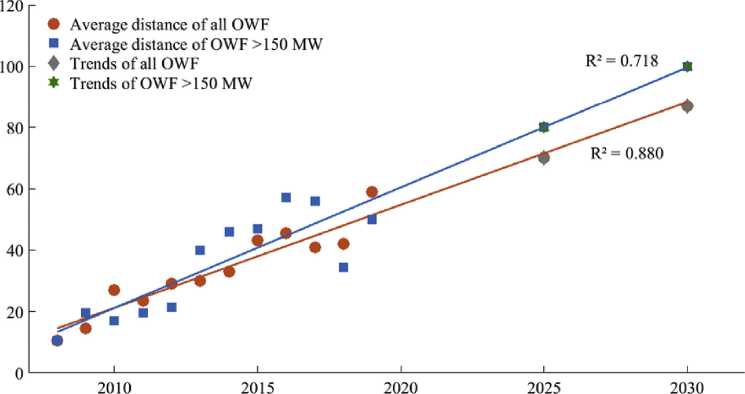 120
Average distance of all OWF
Average distance of OWF >150 MW
Trends of all OWF
Trends of OWF >150 MW
R² = 0.718
100
80
R² = 0.880
60
40
20
0
2010 2015 2020 2025 2030